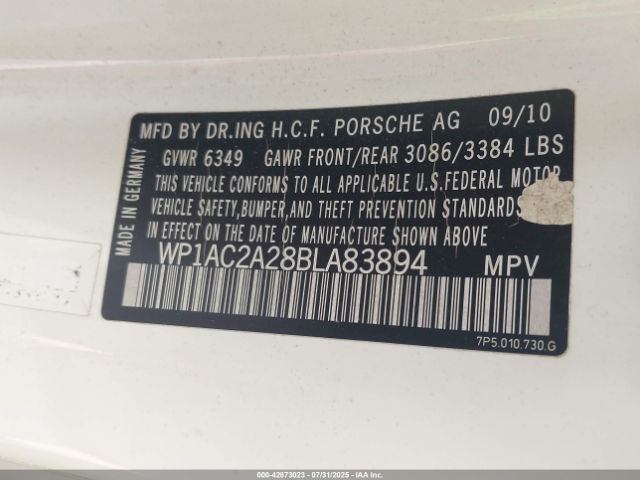 MFD BY DR.ING H.C.F. PORSCHE AG 09/10
GVWR 6349 GAWR FRONT/REAR 3086/3384 LBS
THIS VEHICLE CONFORMS TO ALL APPLICABLE U.S.FEDERAL MOTOR
VEHICLE SAFETY,BUMPER,AND THEFT PREVENTION STANDARDS
IN EFFECT ON THE DATE OF MANUFACTURE SHOWN ABOVE.
WP1AC2A28BLA83894 MPV
MADE IN GERMANY
7P5.010.730.G
000-42873023 | 07/31/2025 | IAAI.CA